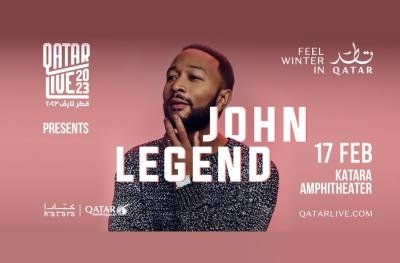 QATAR
LIVE 2023
قطر لايف ٢٠٢٣
PRESENTS
FEEL
WINTER
IN QATAR
قطر
JOHN
LEGEND
17 FEB
KATARA
AMPHITHEATER
كتارا
katara
QATAR
QATARLIVE.COM